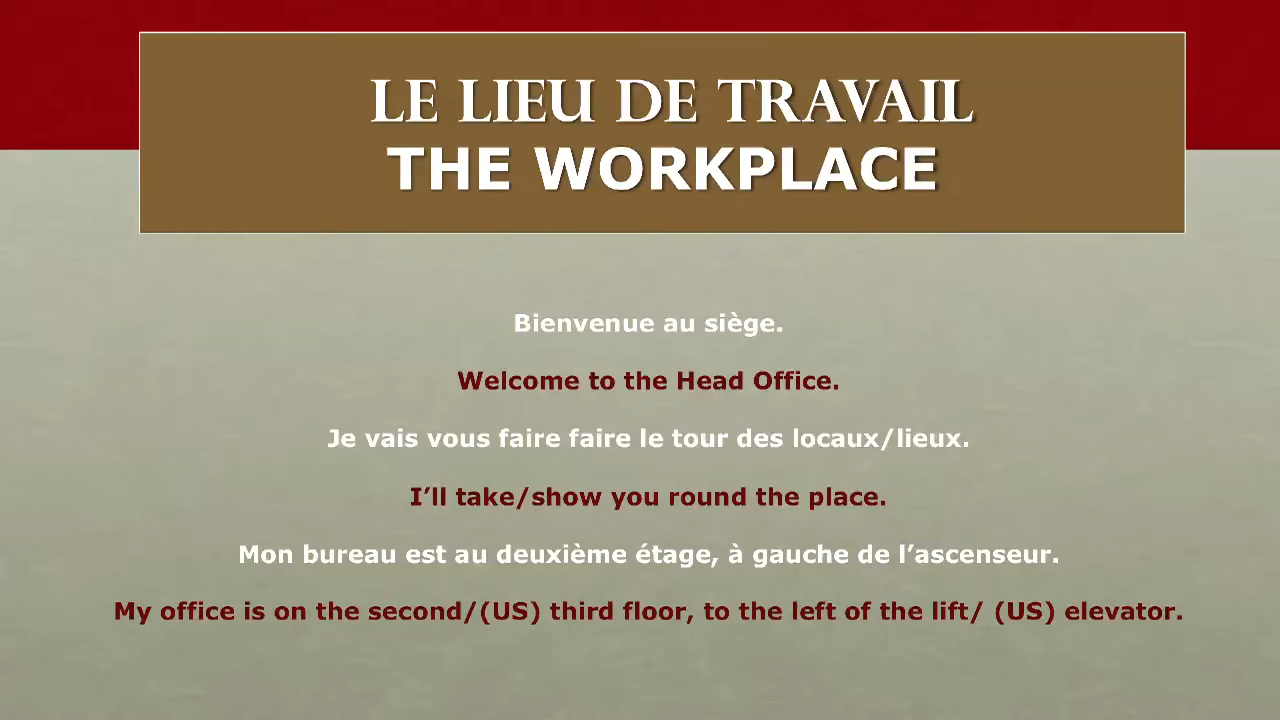 LE LIEU DE TRAVAIL
THE WORKPLACE
Bienvenue au siège.
Welcome to the Head Office.
Je vais vous faire faire le tour des locaux/lieux.
I’ll take/show you round the place.
Mon bureau est au deuxième étage, à gauche de l’ascenseur.
My office is on the second/(US) third floor, to the left of the lift/ (US) elevator.